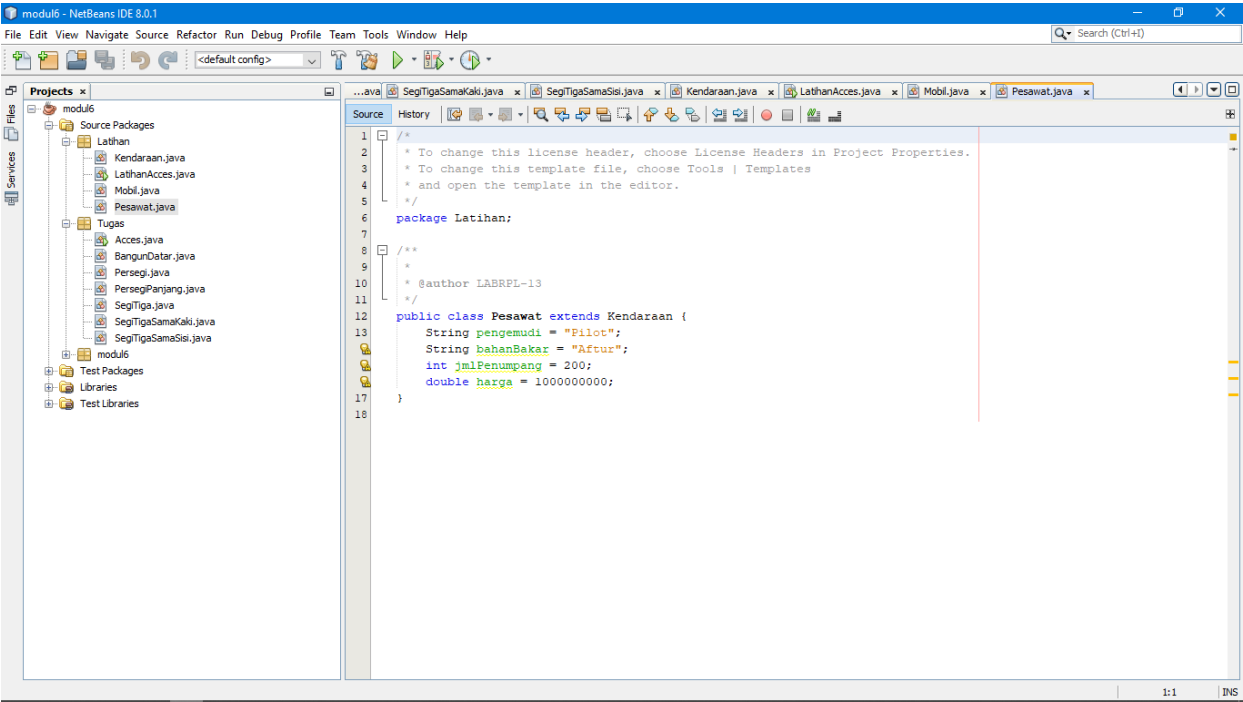 modul6 - NetBeans IDE 8.0.1
File Edit View Navigate Source Refactor Run Debug Profile Team Tools Window Help
Search (Ctrl+I)
<default config>
Files
Services
Projects
modul6
Source Packages
Latihan
Kendaraan.java
LatihanAcces.java
Mobil.java
Pesawat.java
Tugas
Acces.java
BangunDatar.java
Persegi.java
PersegiPanjang.java
SegiTiga.java
SegiTigaSamaKaki.java
SegiTigaSamaSisi.java
modul6
Test Packages
Libraries
Test Libraries
...ava SegiTigaSamaKaki.java SegiTigaSamaSisi.java Kendaraan.java LatihanAcces.java Mobil.java Pesawat.java
Source History
1 /*
2 * To change this license header, choose License Headers in Project Properties.
3 * To change this template file, choose Tools | Templates
4 * and open the template in the editor.
5 */
6 package Latihan;
7
8 /**
9 *
10 * @author LABRPL-13
11 */
12 public class Pesawat extends Kendaraan {
13 String pengemudi = "Pilot";
String bahanBakar = "Aftur";
int jmlPenumpang = 200;
double harga = 1000000000;
17 }
18
1:1 INS